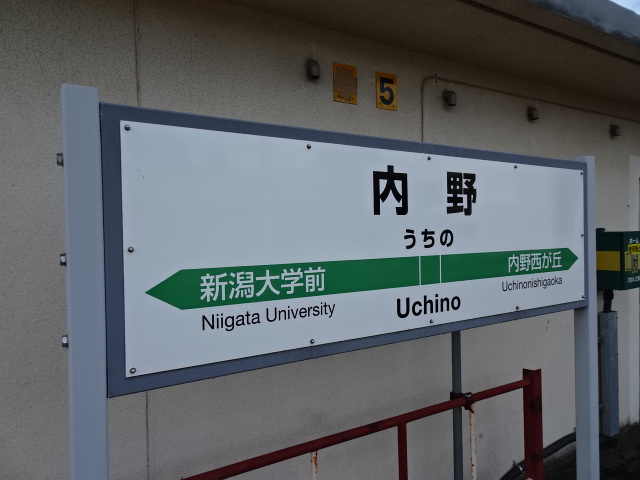 5
内野
うちの
新潟大学前
内野西が丘
Niigata University
Uchino
Uchinonishigaoka